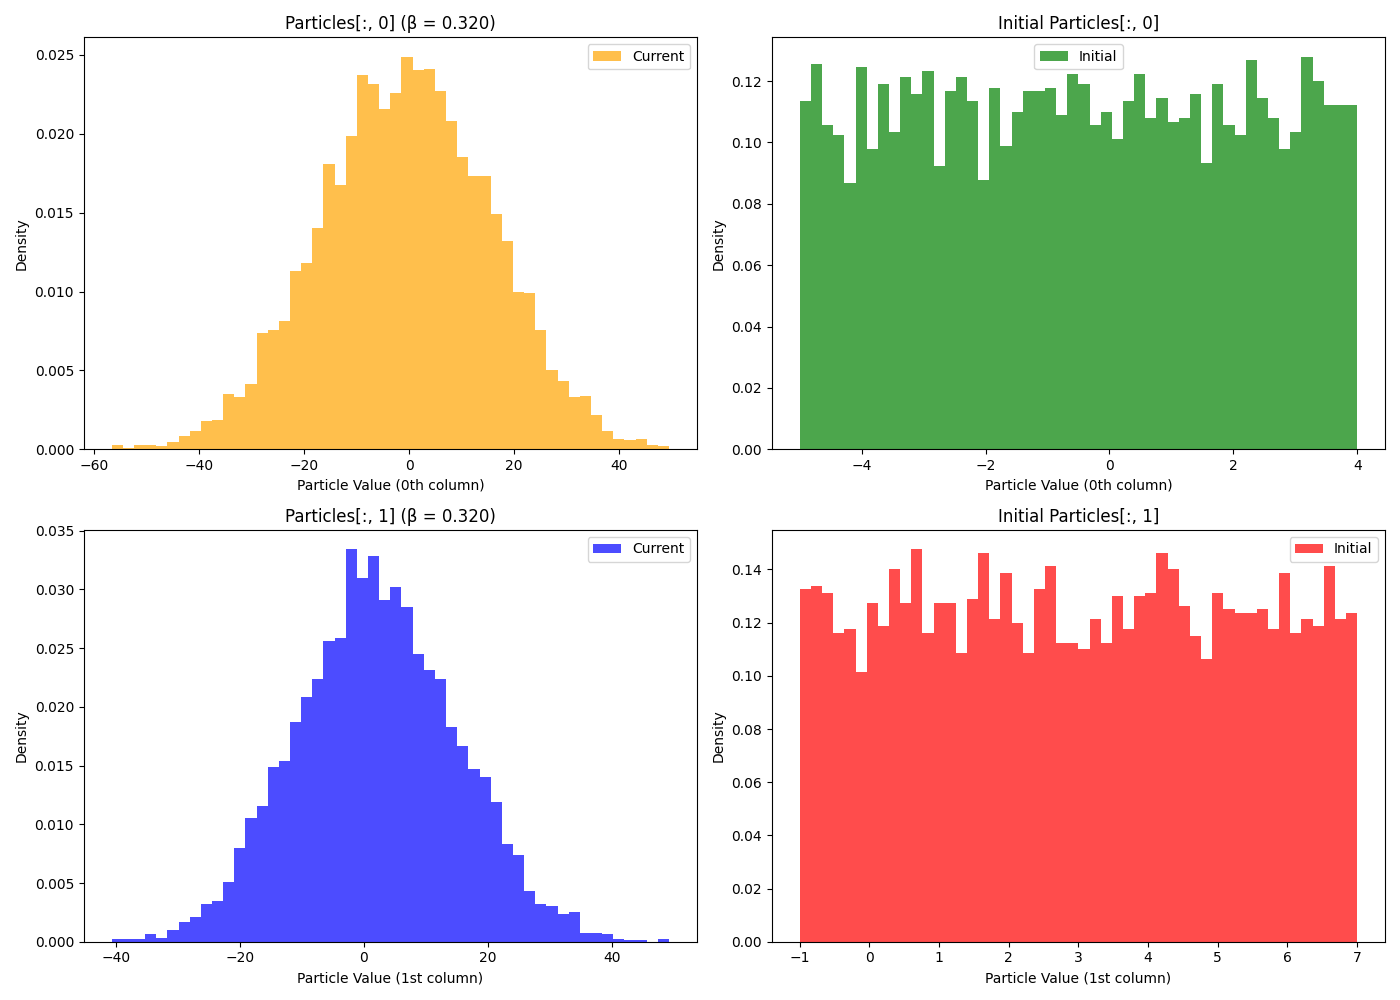 Particles[:, 0] (β = 0.320)
Current
Density
0.025
0.020
0.015
0.010
0.005
0.000
−60 −40 −20 0 20 40
Particle Value (0th column)
Initial Particles[:, 0]
Initial
Density
0.12
0.10
0.08
0.06
0.04
0.02
0.00
−4 −2 0 2 4
Particle Value (0th column)
Particles[:, 1] (β = 0.320)
Current
Density
0.035
0.030
0.025
0.020
0.015
0.010
0.005
0.000
−40 −20 0 20 40
Particle Value (1st column)
Initial Particles[:, 1]
Initial
Density
0.14
0.12
0.10
0.08
0.06
0.04
0.02
0.00
−1 0 1 2 3 4 5 6 7
Particle Value (1st column)